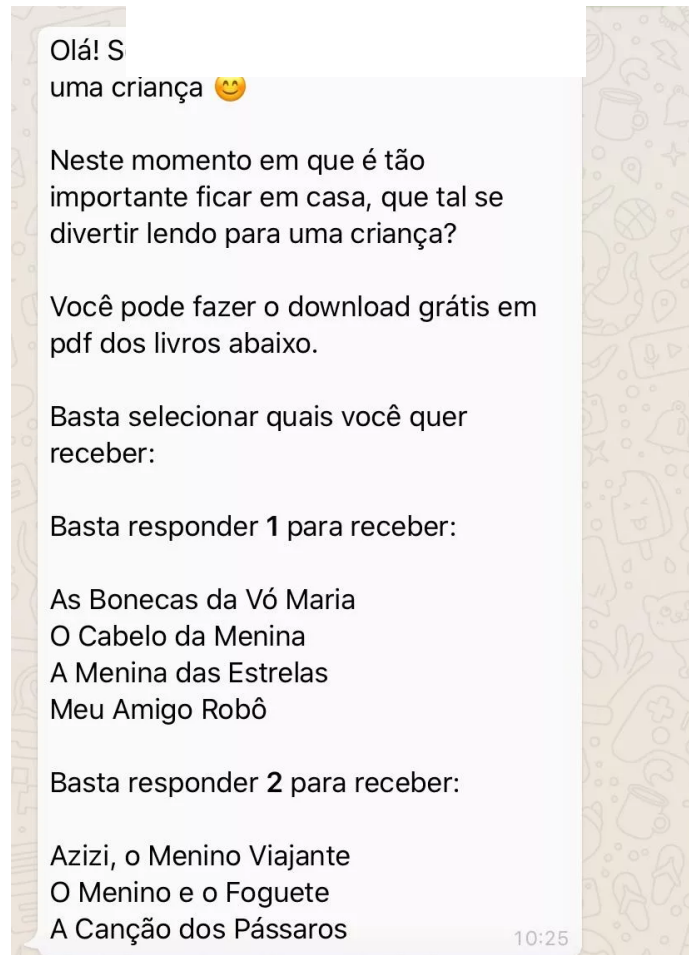 Olá! S
uma criança 😊
Neste momento em que é tão
importante ficar em casa, que tal se
divertir lendo para uma criança?
Você pode fazer o download grátis em
pdf dos livros abaixo.
Basta selecionar quais você quer
receber:
Basta responder 1 para receber:
As Bonecas da Vó Maria
O Cabelo da Menina
A Menina das Estrelas
Meu Amigo Robô
Basta responder 2 para receber:
Azizi, o Menino Viajante
O Menino e o Foguete
A Canção dos Pássaros
10:25